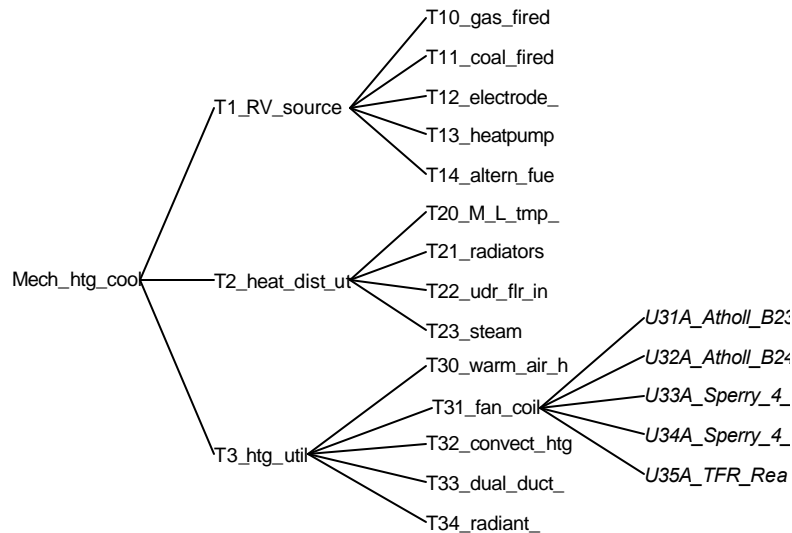 T10_gas_fired
T11_coal_fired
T12_electrode_
T1_RV_source
T13_heatpump
T14_altern_fue
T20_M_L_tmp_
T21_radiators
Mech_htg_cool
T2_heat_dist_ut
T22_udr_flr_in
T23_steam
U31A_Atholl_B23
T30_warm_air_h
U32A_Atholl_B24
T31_fan_coil
U33A_Sperry_4_
T32_convect_htg
U34A_Sperry_4_
T3_htg_util
U35A_TFR_Rea
T33_dual_duct_
T34_radiant_